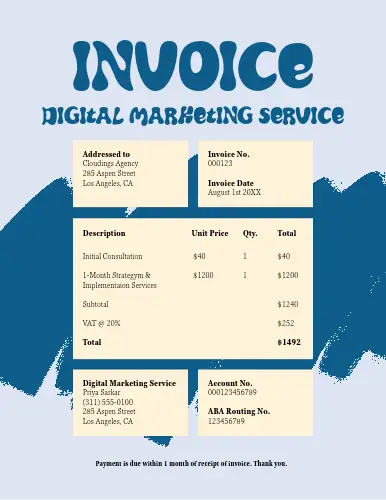 INVOICE
DIGITAL MARKETING SERVICE
Addressed to
Cloudings Agency
285 Aspen Street
Los Angeles, CA
Invoice No.
000123
Invoice Date
August 1st 20XX
Description Unit Price Qty. Total
Initial Consultation $40 1 $40
1-Month Strategym & $1200 1 $1200
Implementaion Services
Subtotal $1240
VAT @ 20% $252
Total $1492
Digital Marketing Service
Priya Sarkar
(311) 555-0100
285 Aspen Street
Los Angeles, CA
Account No.
000123456789
ABA Routing No.
123456789
Payment is due within 1 month of receipt of invoice. Thank you.